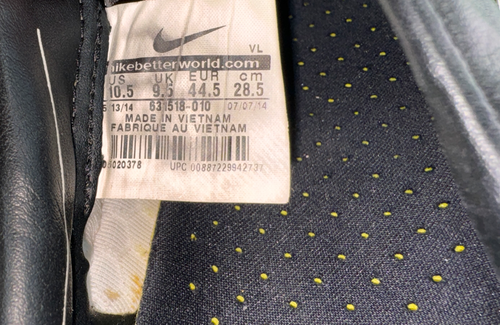 VL
nikebetterworld.com
US UK EUR cm
10.5 9.5 44.5 28.5
13/14 631518-010 07/07/14
MADE IN VIETNAM
FABRIQUE AU VIETNAM
UPC 00887229942737